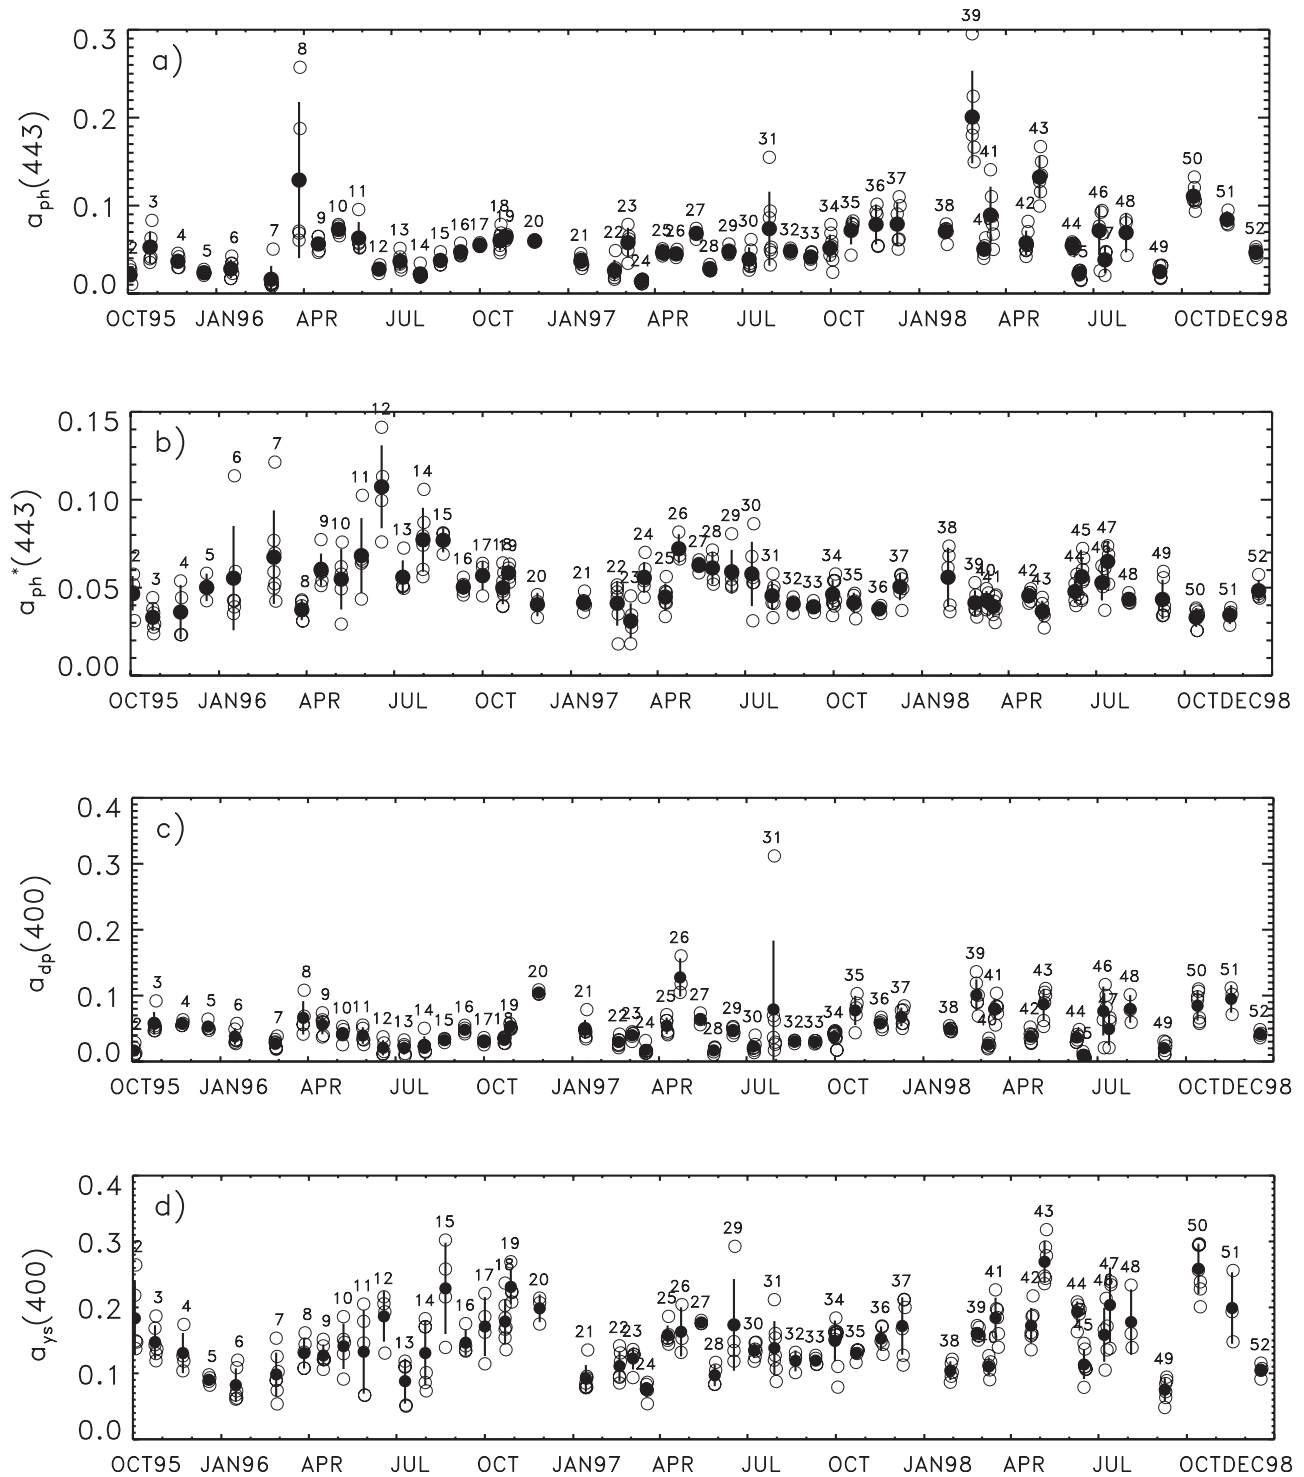 a)
a_ph(443)
0.3
0.2
0.1
0.0
2 3 4 5 6 7 8 9 10 11 12 13 14 15 16 17 18 19 20 21 22 23 24 25 26 27 28 29 30 31 32 33 34 35 36 37 38 39 41 42 43 44 46 48 49 50 51 52
OCT95 JAN96 APR JUL OCT JAN97 APR JUL OCT JAN98 APR JUL OCTDEC98
b)
a_ph*(443)
0.15
0.10
0.05
0.00
2 3 4 5 6 7 8 9 10 11 12 13 14 15 16 17 18 19 20 21 22 23 24 25 26 27 28 29 30 31 32 33 34 35 36 37 38 39 40 41 42 43 44 45 46 47 48 49 50 51 52
OCT95 JAN96 APR JUL OCT JAN97 APR JUL OCT JAN98 APR JUL OCTDEC98
c)
a_dp(400)
0.4
0.3
0.2
0.1
0.0
2 3 4 5 6 7 8 9 10 11 12 13 14 15 16 17 18 19 20 21 22 23 24 25 26 27 28 29 30 31 32 33 34 35 36 37 38 39 41 42 43 44 46 47 48 49 50 51 52
OCT95 JAN96 APR JUL OCT JAN97 APR JUL OCT JAN98 APR JUL OCTDEC98
d)
a_ys(400)
0.4
0.3
0.2
0.1
0.0
2 3 4 5 6 7 8 9 10 11 12 13 14 15 16 17 18 19 20 21 22 23 24 25 26 27 28 29 30 31 32 33 34 35 36 37 38 39 41 42 43 44 47 48 49 50 51 52
OCT95 JAN96 APR JUL OCT JAN97 APR JUL OCT JAN98 APR JUL OCTDEC98